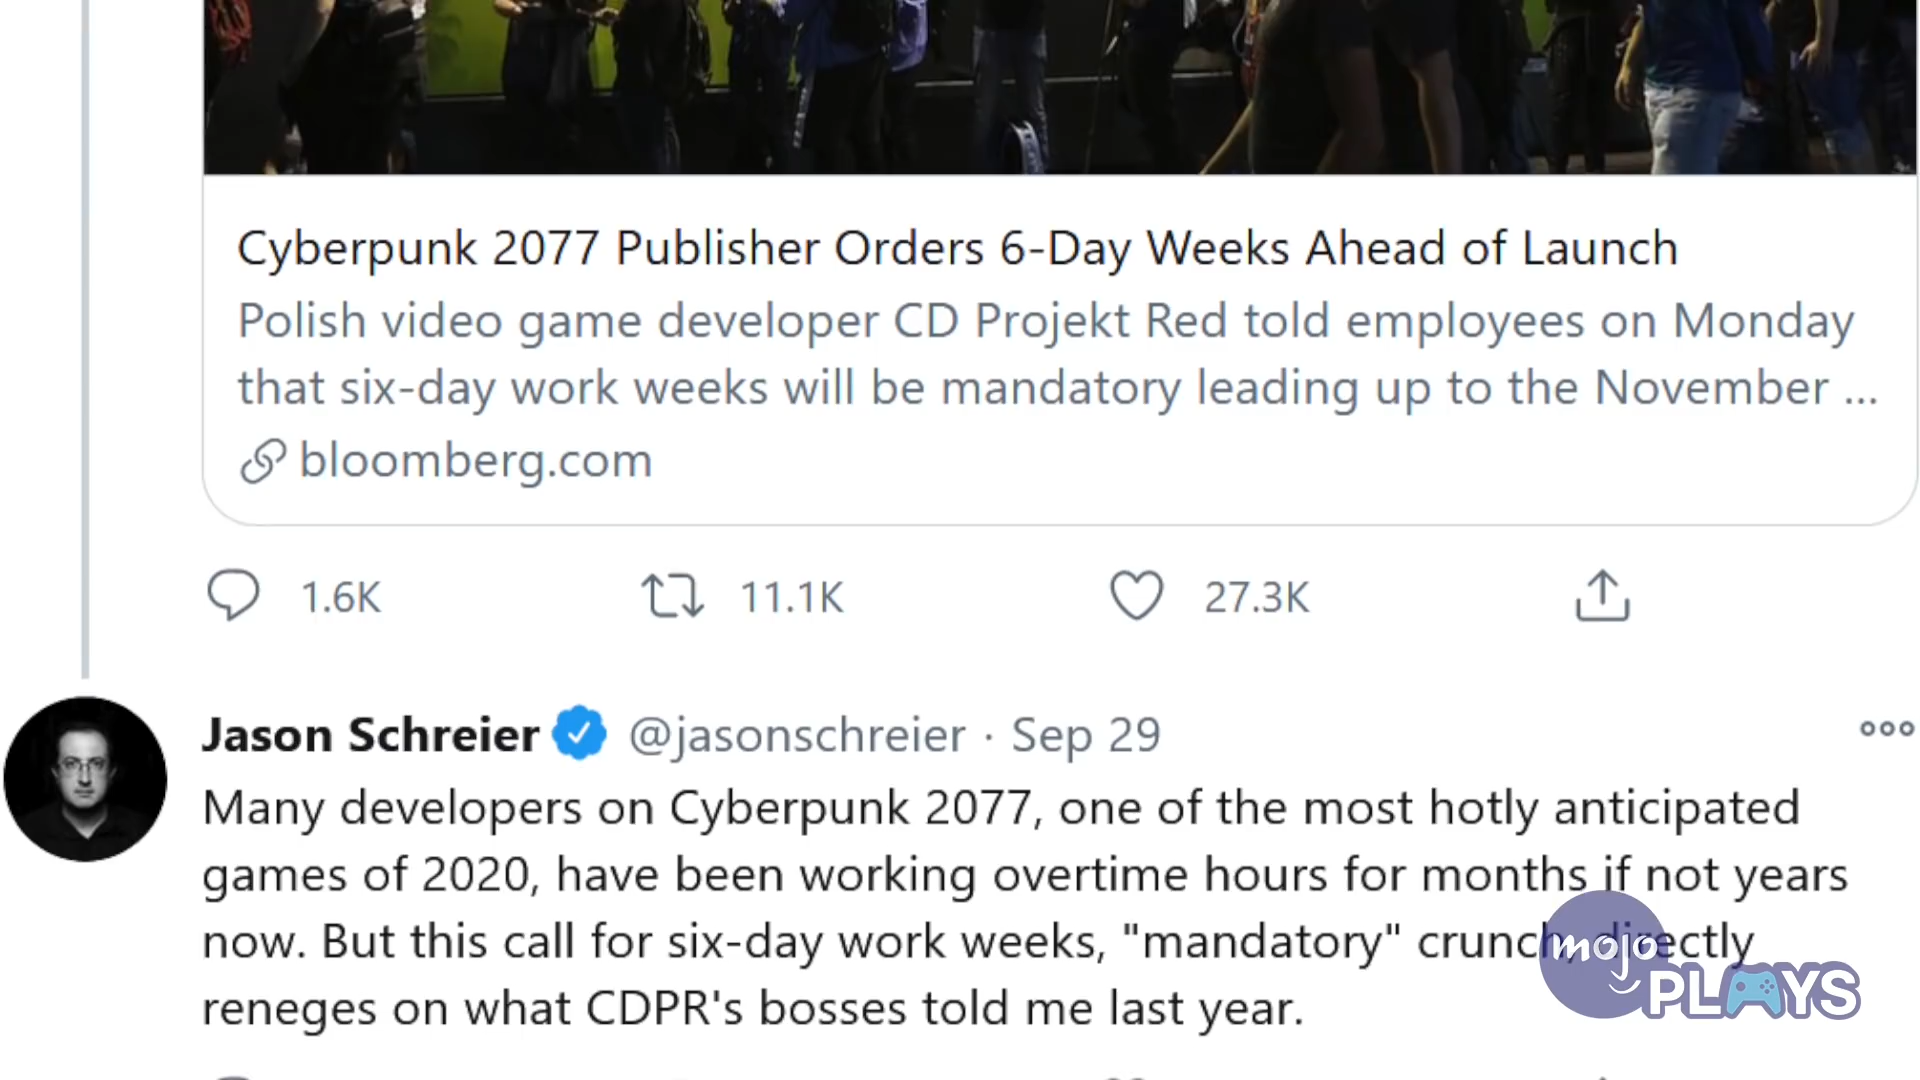 Cyberpunk 2077 Publisher Orders 6-Day Weeks Ahead of Launch
Polish video game developer CD Projekt Red told employees on Monday
that six-day work weeks will be mandatory leading up to the November ...
bloomberg.com
1.6K 11.1K 27.3K
Jason Schreier @jasonschreier · Sep 29
Many developers on Cyberpunk 2077, one of the most hotly anticipated
games of 2020, have been working overtime hours for months if not years
now. But this call for six-day work weeks, "mandatory" crunch, directly
reneges on what CDPR's bosses told me last year.
mojo
PLAYS